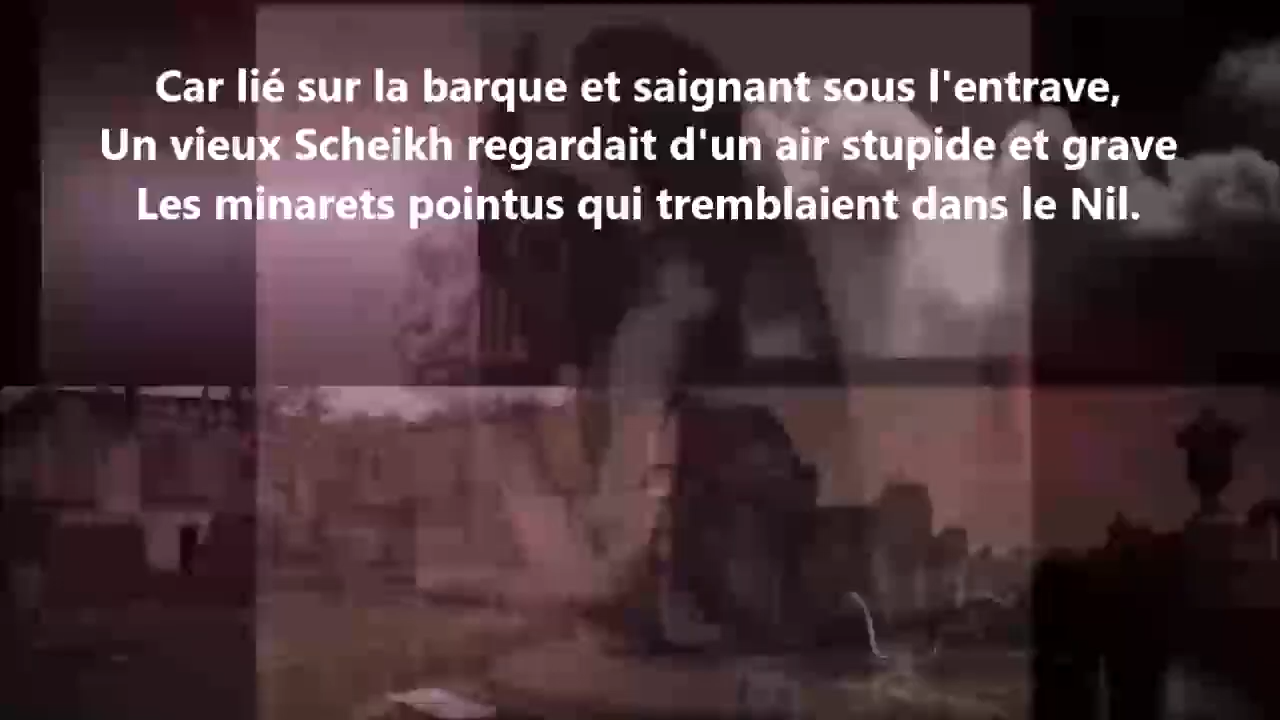 Car lié sur la barque et saignant sous l'entrave,
Un vieux Scheikh regardait d'un air stupide et grave
Les minarets pointus qui tremblaient dans le Nil.